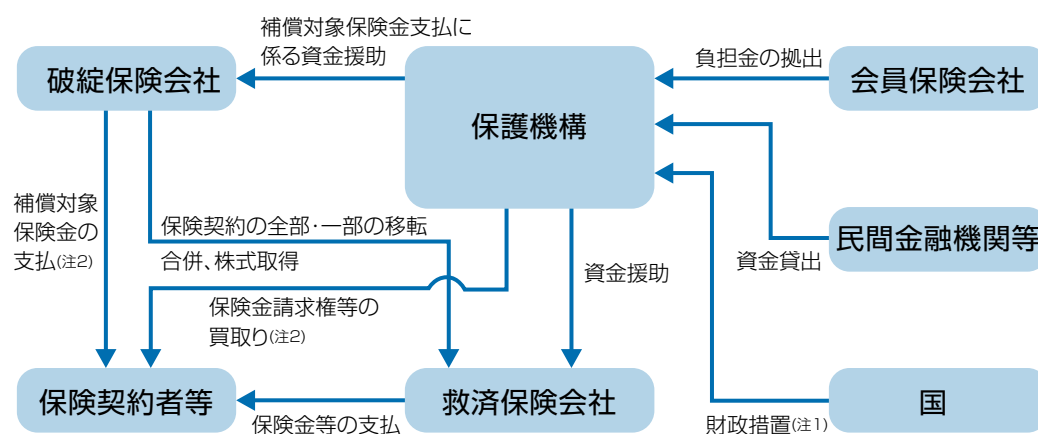 補償対象保険金支払に
係る資金援助
負担金の拠出
破綻保険会社
保護機構
会員保険会社
補償対象
保険金の
支払(注2)
保険契約の全部・一部の移転
合併、株式取得
資金援助
民間金融機関等
資金貸出
保険金請求権等の
買取り(注2)
保険契約者等
保険金等の支払
救済保険会社
財政措置(注1)
国